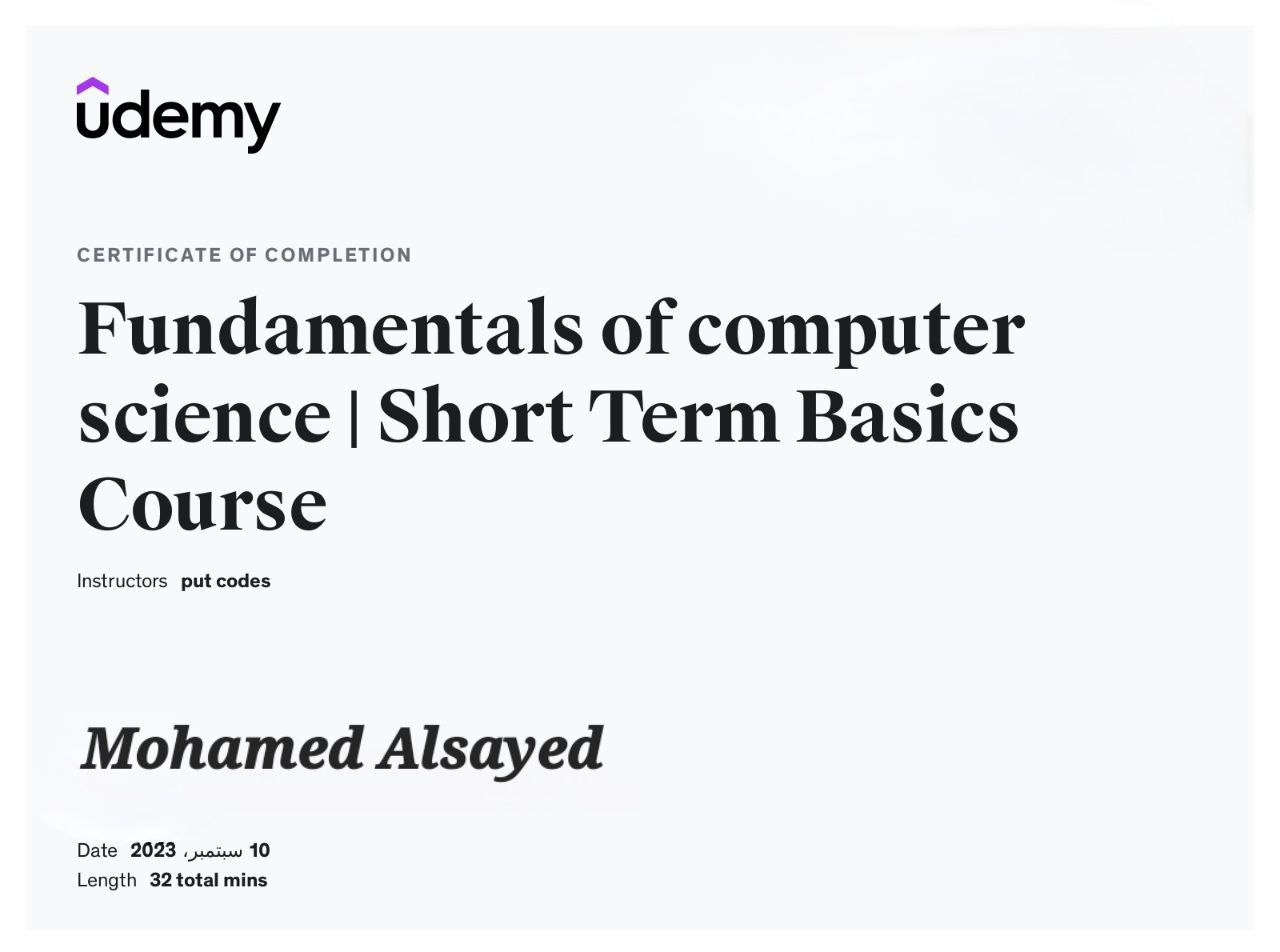 udemy
CERTIFICATE OF COMPLETION
Fundamentals of computer
science | Short Term Basics
Course
Instructors put codes
Mohamed Alsayed
Date 10 سبتمبر، 2023
Length 32 total mins